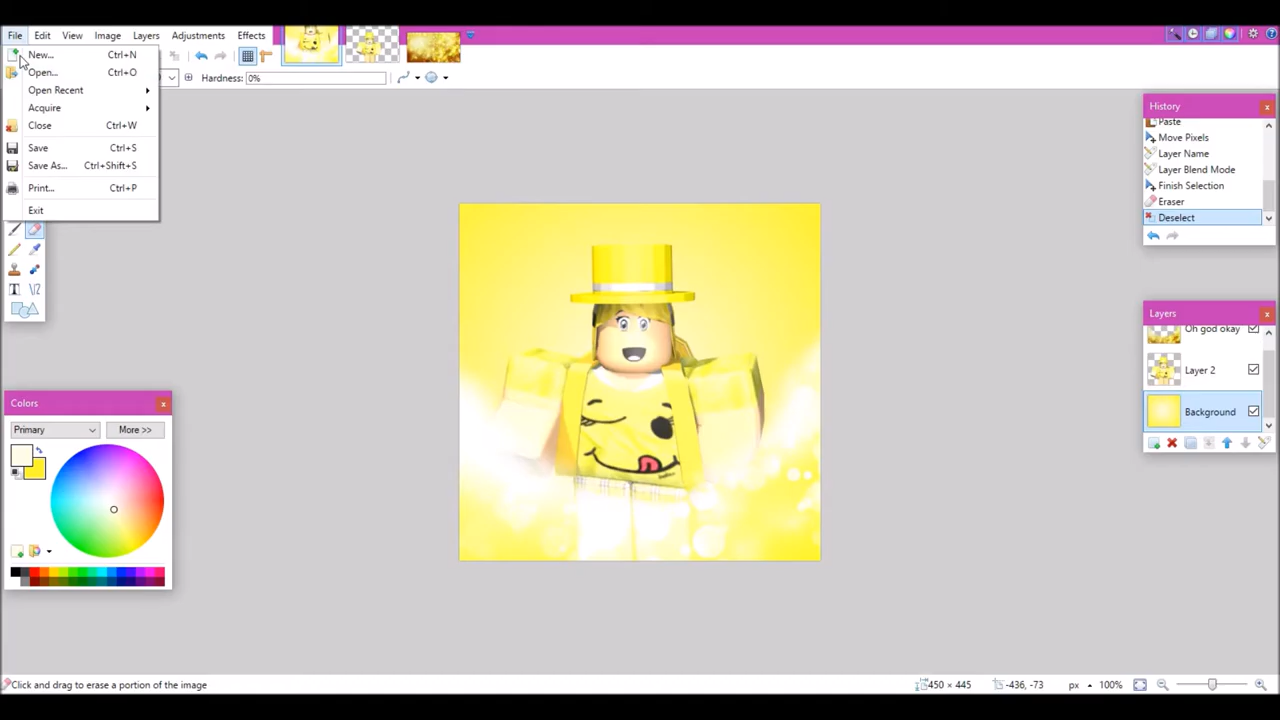 File Edit View Image Layers Adjustments Effects
New... Ctrl+N
Open... Ctrl+O
Open Recent
Acquire
Close Ctrl+W
Save Ctrl+S
Save As... Ctrl+Shift+S
Print... Ctrl+P
Exit
Hardness: 0%
History
Paste
Move Pixels
Layer Name
Layer Blend Mode
Finish Selection
Eraser
Deselect
Layers
Oh god okay
Layer 2
Background
Colors
Primary More >>
Click and drag to erase a portion of the image 450 × 445 -436, -73 px 100%